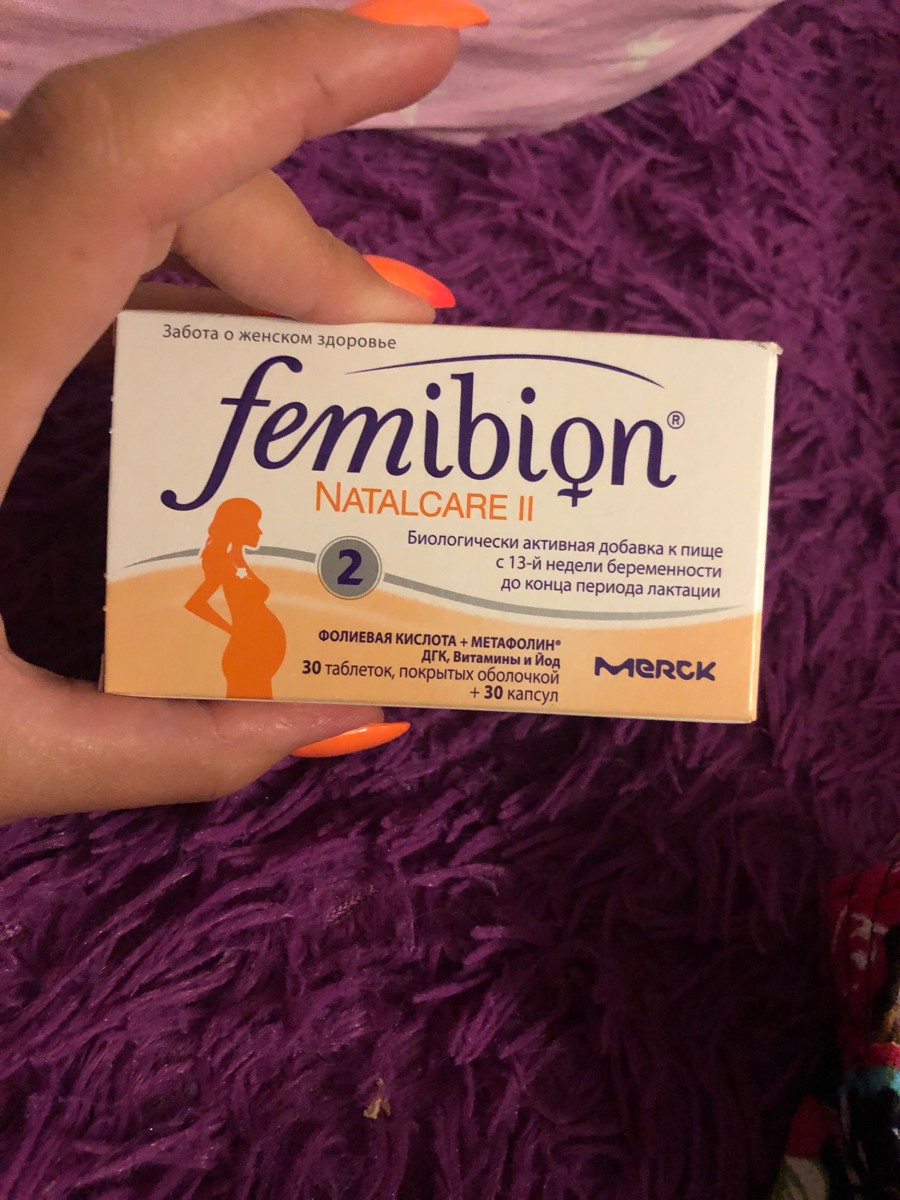 Забота о женском здоровье
femibion®
NATALCARE II
2
Биологически активная добавка к пище
с 13-й недели беременности
до конца периода лактации
ФОЛИЕВАЯ КИСЛОТА + МЕТАФОЛИН®
ДГК, Витамины и Йод
30 таблеток, покрытых оболочкой
+ 30 капсул
MERCK